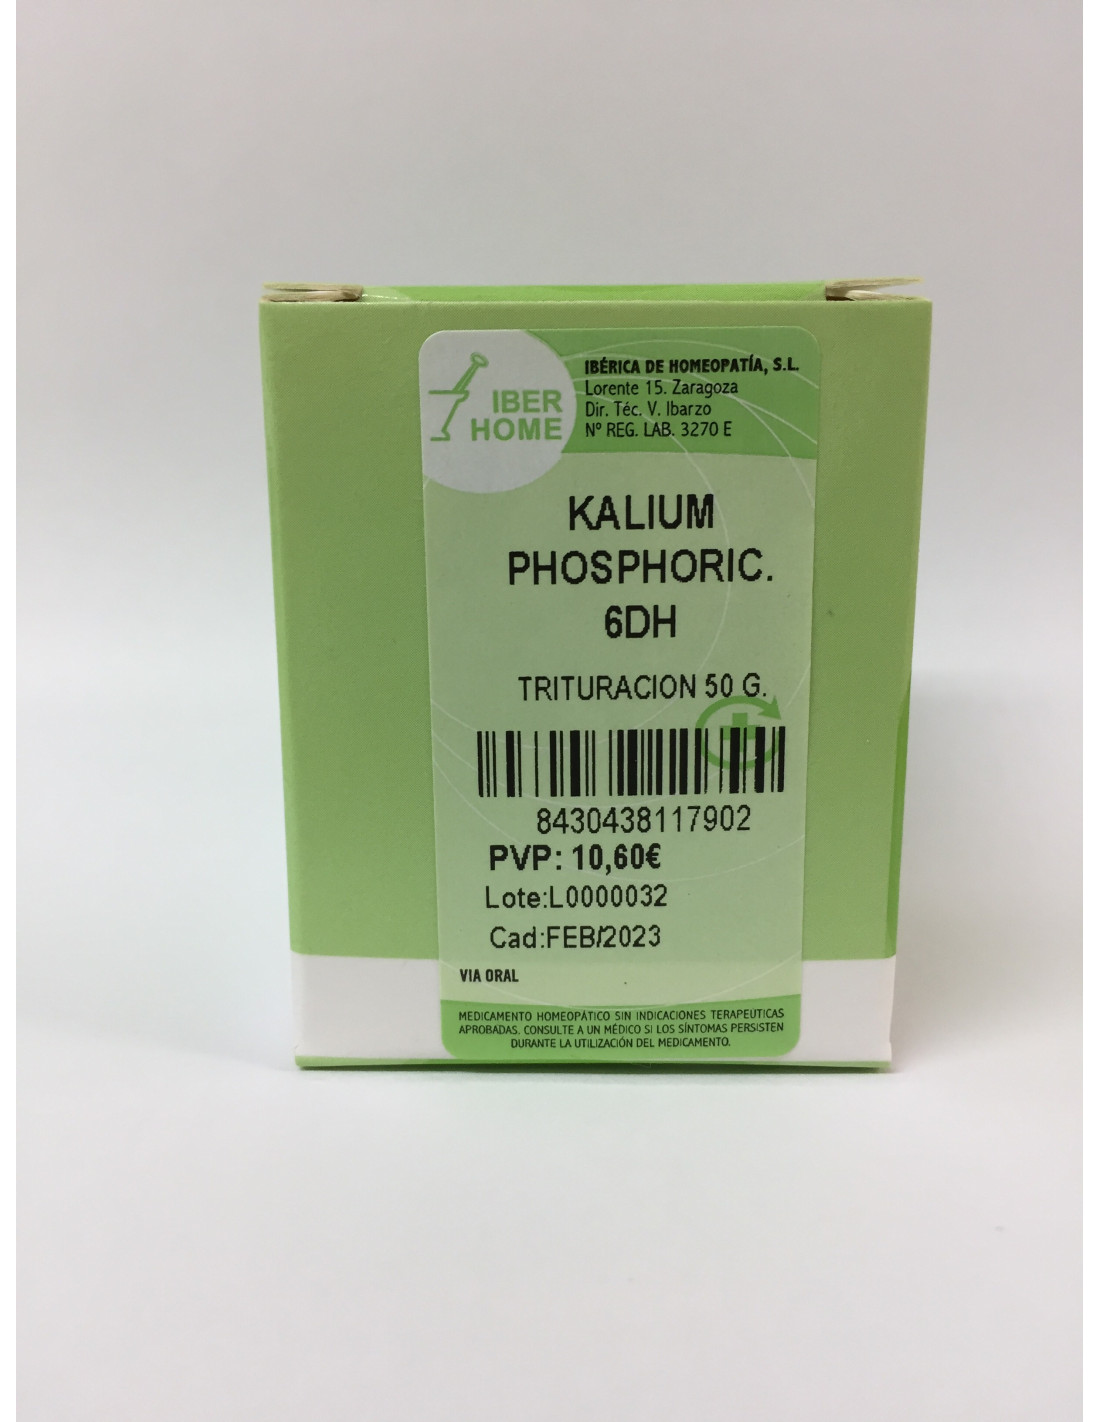 IBER
HOME
IBÉRICA DE HOMEOPATÍA, S.L.
Lorente 15. Zaragoza
Dir. Téc. V. Ibarzo
Nº REG. LAB. 3270 E
KALIUM
PHOSPHORIC.
6DH
TRITURACION 50 G.
8430438117902
PVP: 10,60€
Lote:L0000032
Cad:FEB/2023
VIA ORAL
MEDICAMENTO HOMEOPÁTICO SIN INDICACIONES TERAPEUTICAS
APROBADAS. CONSULTE A UN MÉDICO SI LOS SÍNTOMAS PERSISTEN
DURANTE LA UTILIZACIÓN DEL MEDICAMENTO.